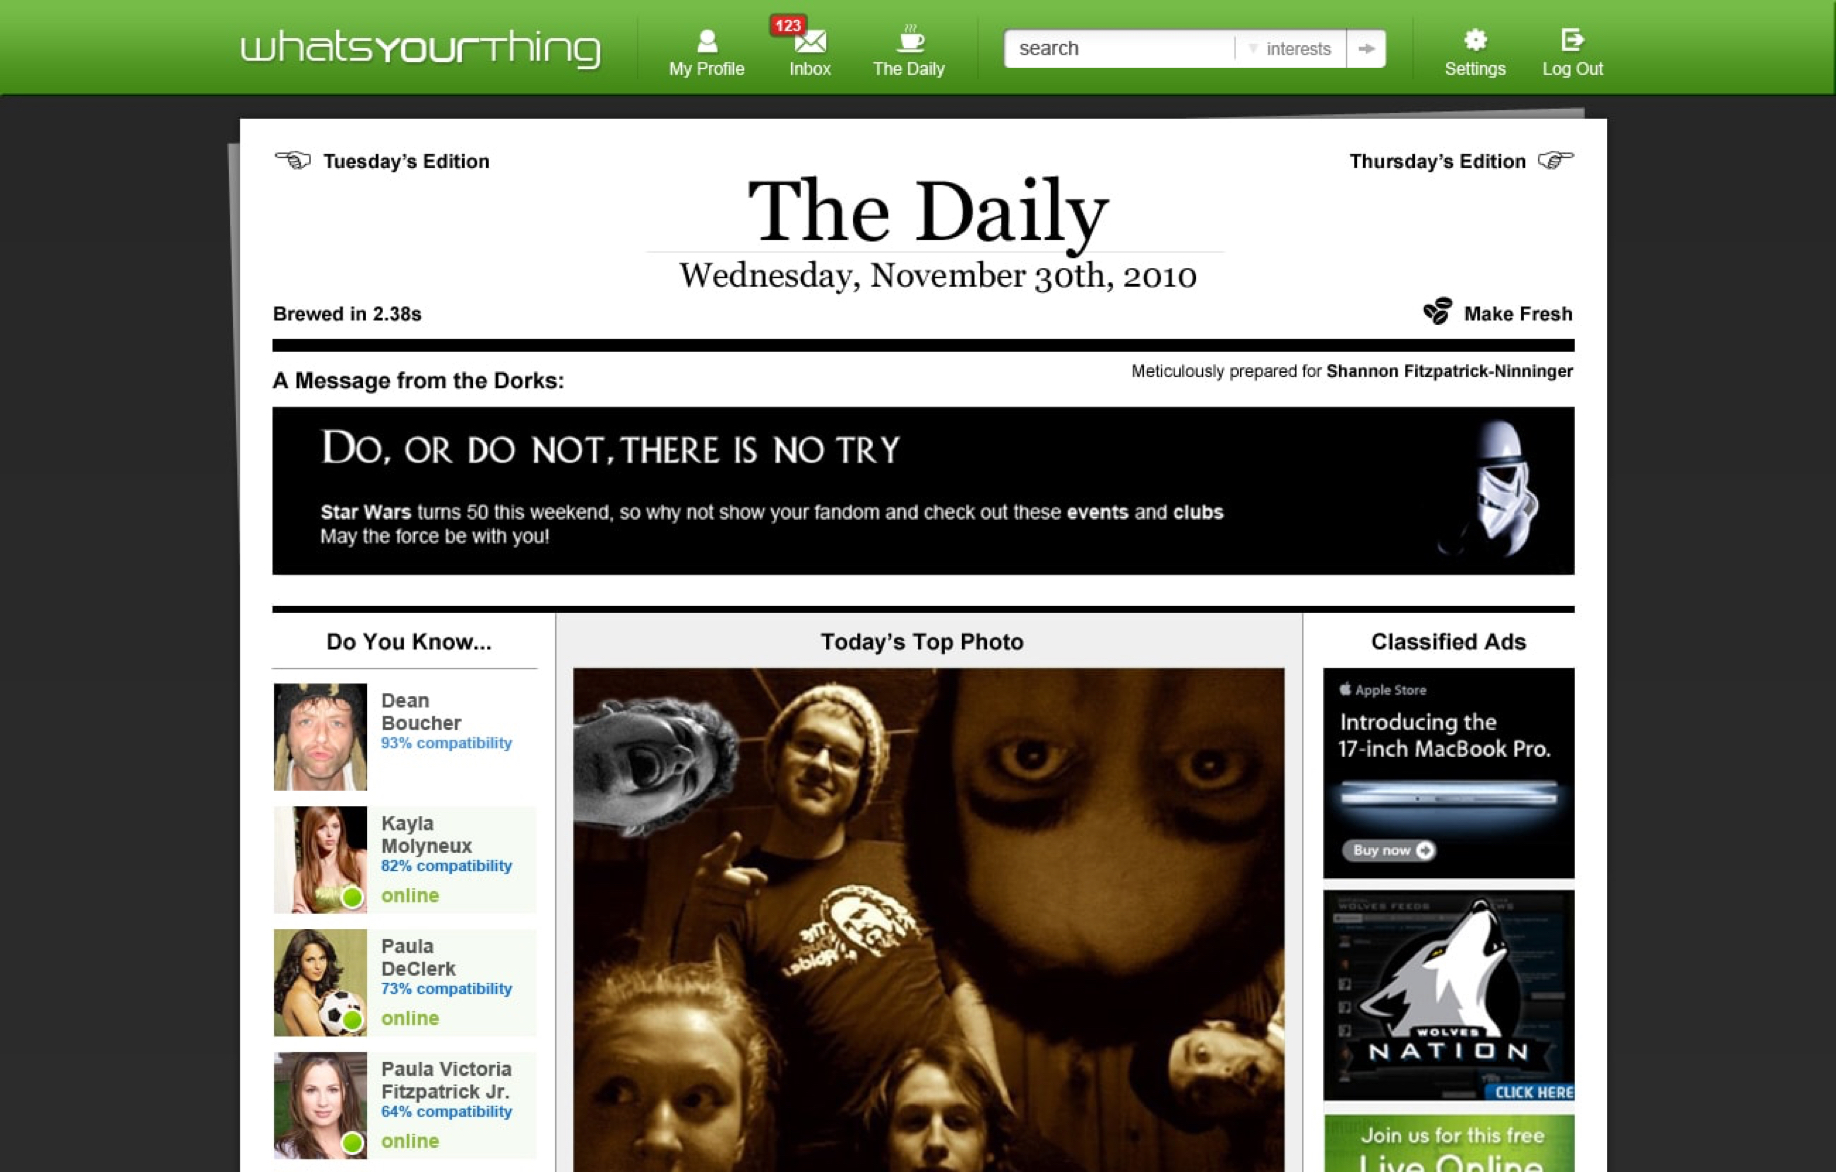 whatsyourthing
My Profile
123
Inbox
The Daily
search
interests
Settings
Log Out
Tuesday's Edition
Thursday's Edition
The Daily
Wednesday, November 30th, 2010
Brewed in 2.38s
Make Fresh
A Message from the Dorks:
Meticulously prepared for Shannon Fitzpatrick-Ninninger
DO, OR DO NOT, THERE IS NO TRY
Star Wars turns 50 this weekend, so why not show your fandom and check out these events and clubs
May the force be with you!
Do You Know...
Dean
Boucher
93% compatibility
Kayla
Molyneux
82% compatibility
online
Paula
DeClerk
73% compatibility
online
Paula Victoria
Fitzpatrick Jr.
64% compatibility
online
Today's Top Photo
Classified Ads
Apple Store
Introducing the
17-inch MacBook Pro.
Buy now
WOLVES FEEDS
WOLVES
NATION
CLICK HERE
Join us for this free
Live Online